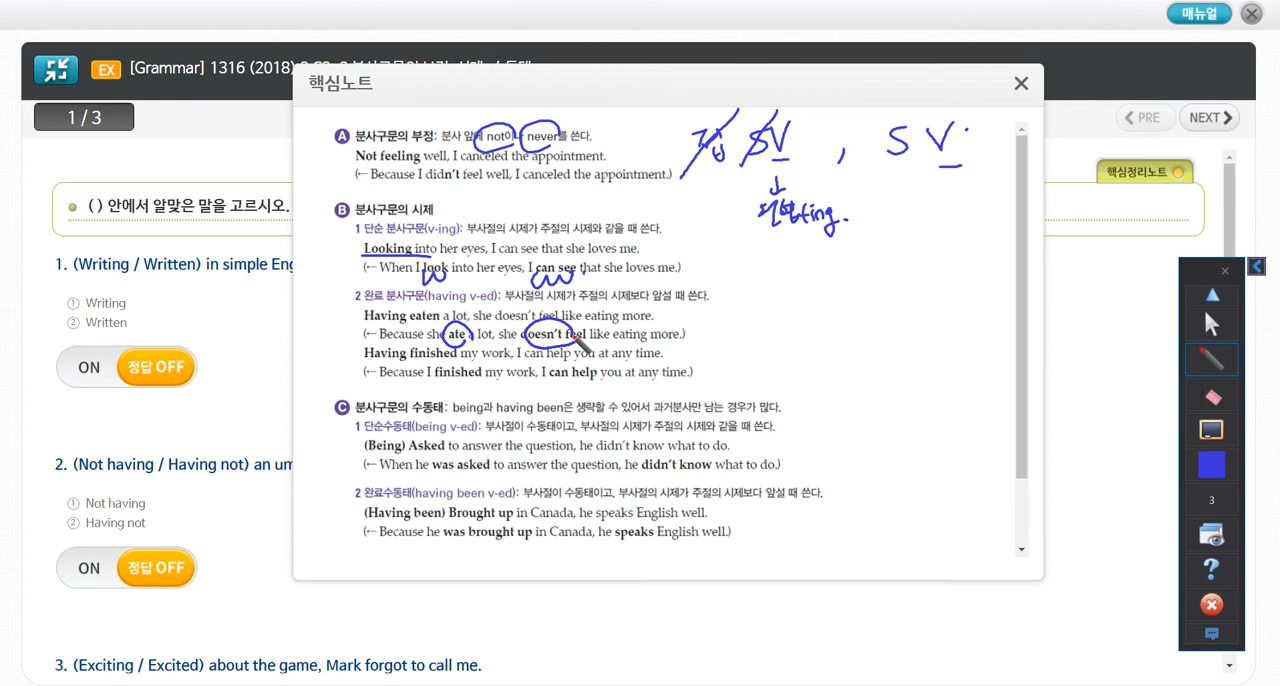 매뉴얼
EX [Grammar] 1316 (2018)
1 / 3
PRE
NEXT
핵심노트
핵심정리노트
( ) 안에서 알맞은 말을 고르시오.
1. (Writing / Written) in simple
① Writing
② Written
ON 정답 OFF
2. (Not having / Having not) an
① Not having
② Having not
ON 정답 OFF
3. (Exciting / Excited) about the game, Mark forgot to call me.
A 분사구문의 부정: 분사 앞에 not이나 never를 쓴다.
Not feeling well, I canceled the appointment.
(← Because I didn't feel well, I canceled the appointment.)
B 분사구문의 시제
1 단순 분사구문(v-ing): 부사절의 시제가 주절의 시제와 같을 때 쓴다.
Looking into her eyes, I can see that she loves me.
(← When I look into her eyes, I can see that she loves me.)
2 완료 분사구문(having v-ed): 부사절의 시제가 주절의 시제보다 앞설 때 쓴다.
Having eaten a lot, she doesn't feel like eating more.
(← Because she ate a lot, she doesn't feel like eating more.)
Having finished my work, I can help you at any time.
(← Because I finished my work, I can help you at any time.)
C 분사구문의 수동태: being과 having been은 생략할 수 있어서 과거분사만 남는 경우가 많다.
1 단순수동태(being v-ed): 부사절이 수동태이고, 부사절의 시제가 주절의 시제와 같을 때 쓴다.
(Being) Asked to answer the question, he didn't know what to do.
(← When he was asked to answer the question, he didn't know what to do.)
2 완료수동태(having been v-ed): 부사절이 수동태이고, 부사절의 시제가 주절의 시제보다 앞설 때 쓴다.
(Having been) Brought up in Canada, he speaks English well.
(← Because he was brought up in Canada, he speaks English well.)
접 S V , S V .
3